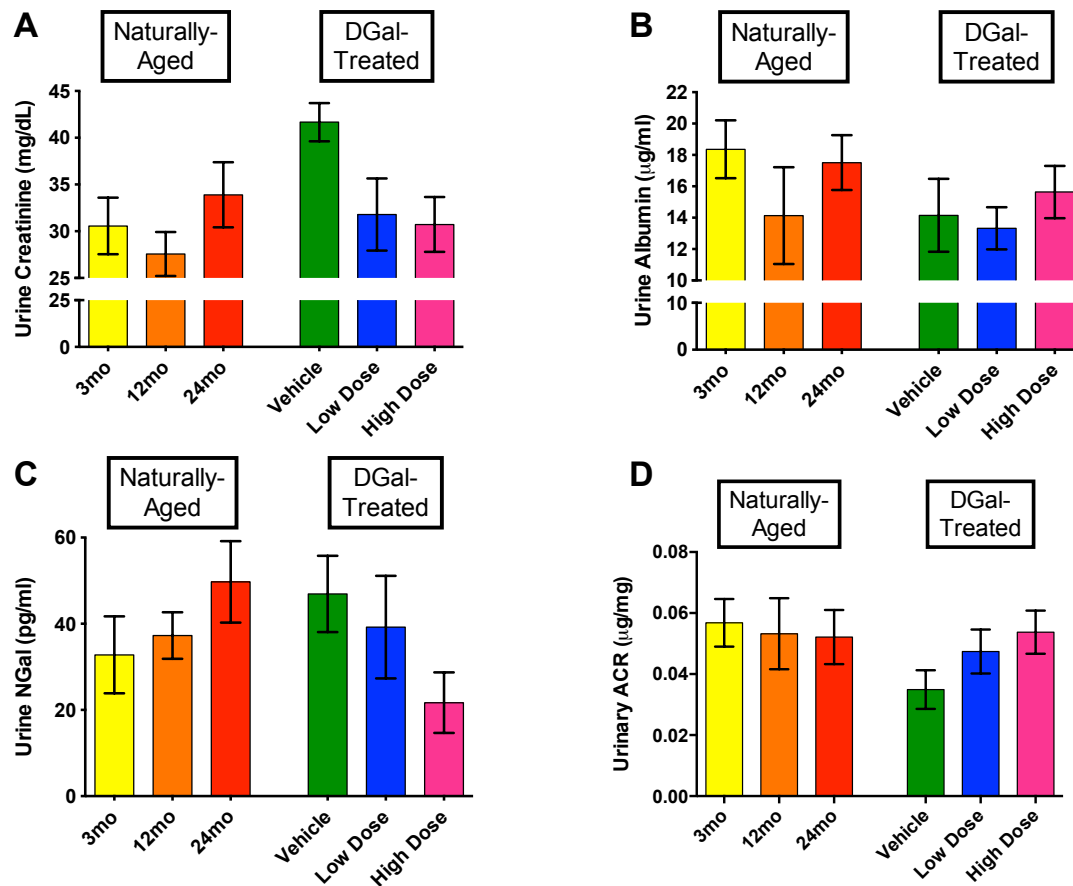 A
Naturally-
Aged
DGal-
Treated
Urine Creatinine (mg/dL)
45
40
35
30
25
25
0
3mo
12mo
24mo
Vehicle
Low Dose
High Dose
B
Naturally-
Aged
DGal-
Treated
Urine Albumin (μg/ml)
22
20
18
16
14
12
10
10
0
3mo
12mo
24mo
Vehicle
Low Dose
High Dose
C
Naturally-
Aged
DGal-
Treated
Urine NGal (pg/ml)
60
40
20
0
3mo
12mo
24mo
Vehicle
Low Dose
High Dose
D
Naturally-
Aged
DGal-
Treated
Urinary ACR (μg/mg)
0.08
0.06
0.04
0.02
0.00
3mo
12mo
24mo
Vehicle
Low Dose
High Dose